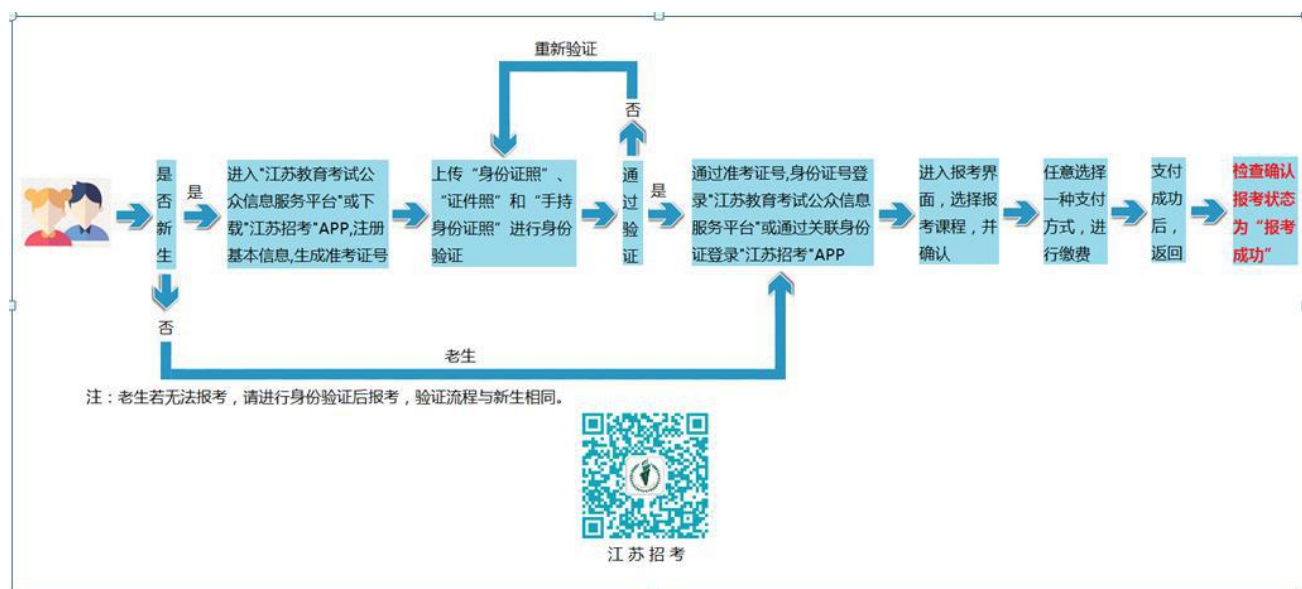 重新验证
否
是否新生
是
进入"江苏教育考试公
众信息服务平台"或下
载"江苏招考"APP,注册
基本信息,生成准考证号
上传“身份证照”、
“证件照”和“手持
身份证照”进行身份
验证
通过验证
是
通过准考证号,身份证号登
录"江苏教育考试公众信息
服务平台"或通过关联身份
证登录"江苏招考"APP
进入报考界
面，选择报
考课程，并
确认
任意选择
一种支付
方式，进
行缴费
支付
成功
后，
返回
检查确认
报考状态
为“报考
成功”
否
老生
注：老生若无法报考，请进行身份验证后报考，验证流程与新生相同。
江苏招考